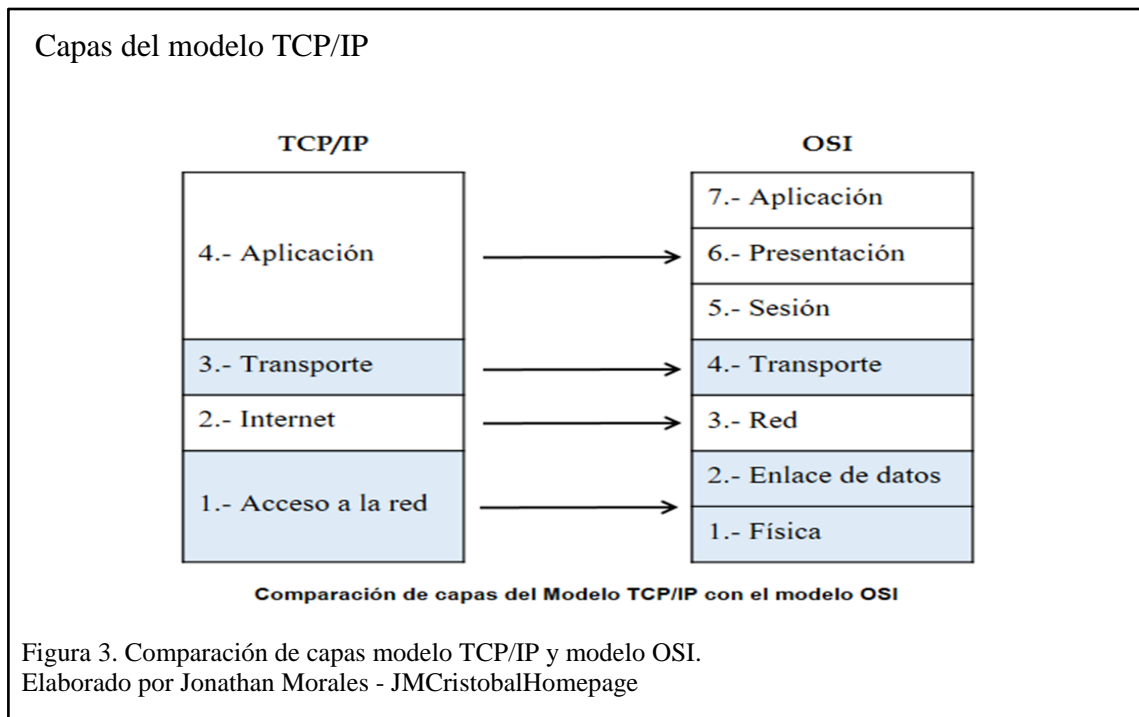 Capas del modelo TCP/IP
TCP/IP
OSI
4.- Aplicación
3.- Transporte
2.- Internet
1.- Acceso a la red
7.- Aplicación
6.- Presentación
5.- Sesión
4.- Transporte
3.- Red
2.- Enlace de datos
1.- Física
Comparación de capas del Modelo TCP/IP con el modelo OSI
Figura 3. Comparación de capas modelo TCP/IP y modelo OSI.
Elaborado por Jonathan Morales - JMCristobalHomepage